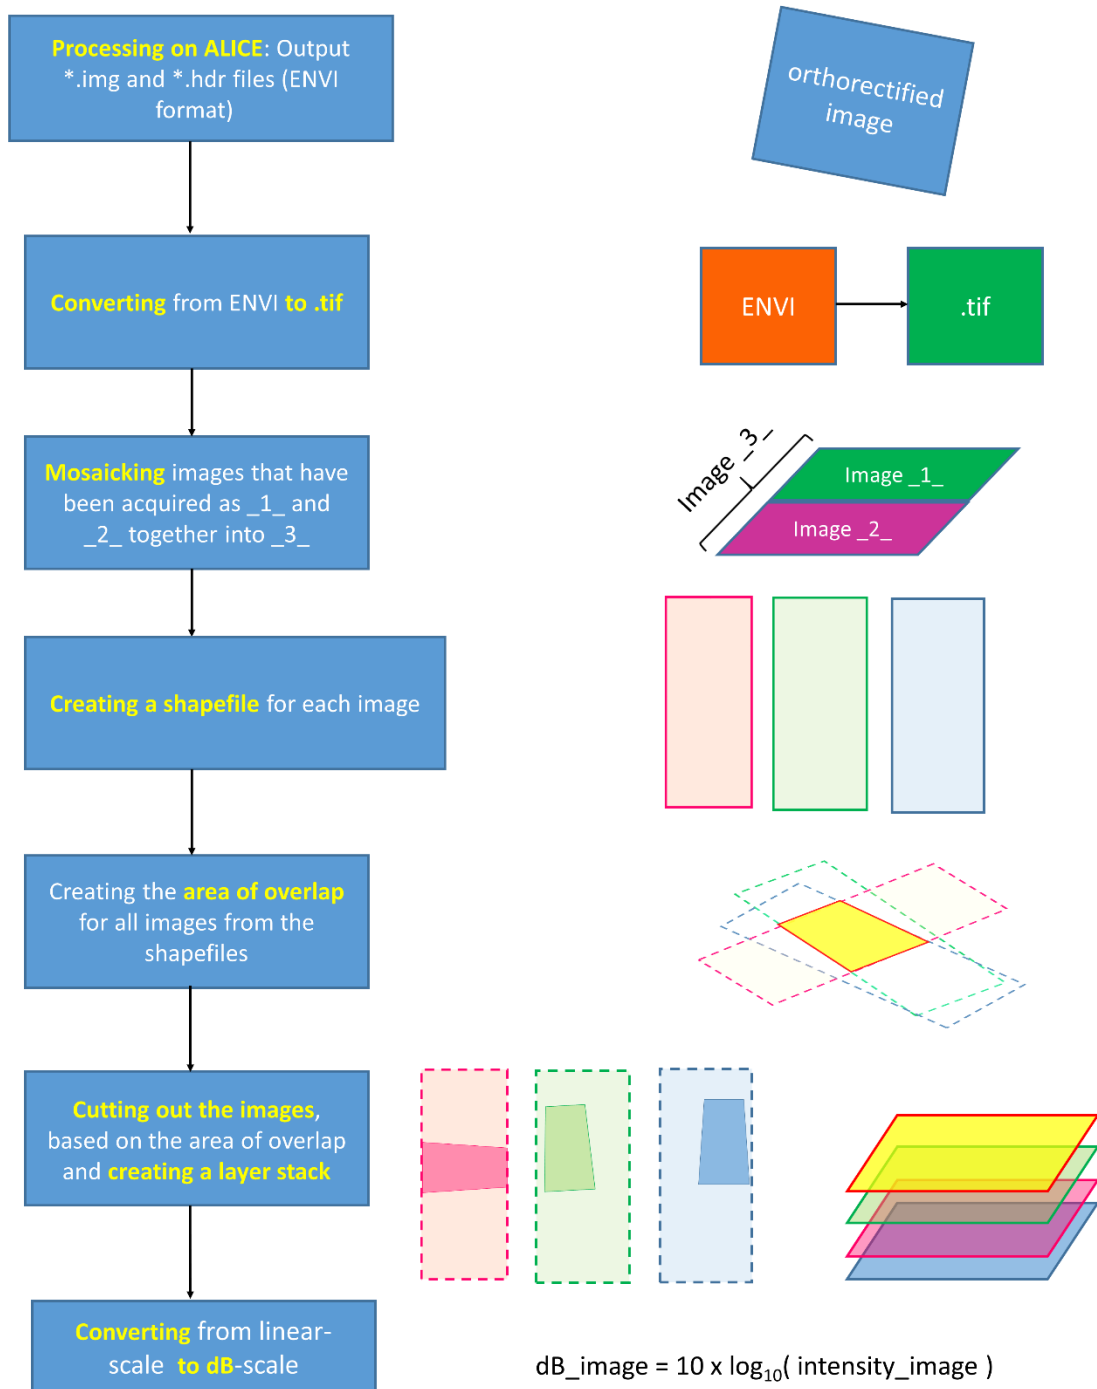 Processing on ALICE: Output
*.img and *.hdr files (ENVI
format)
orthorectified
image
Converting from ENVI to .tif
ENVI
.tif
Mosaicking images that have
been acquired as _1_ and
_2_ together into _3_
Image _3_
Image _1_
Image _2_
Creating a shapefile for each image
Creating the area of overlap
for all images from the
shapefiles
Cutting out the images,
based on the area of overlap
and creating a layer stack
Converting from linear-
scale to dB-scale
dB_image = 10 x log₁₀( intensity_image )